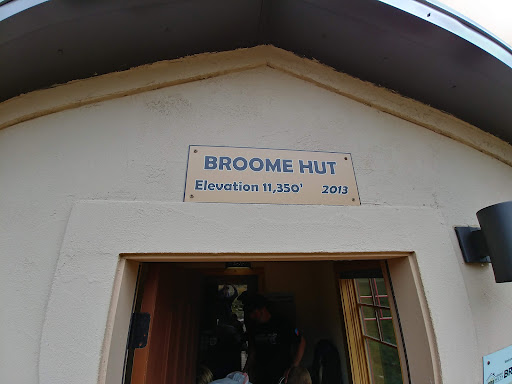 BROOME HUT
Elevation 11,350' 2013